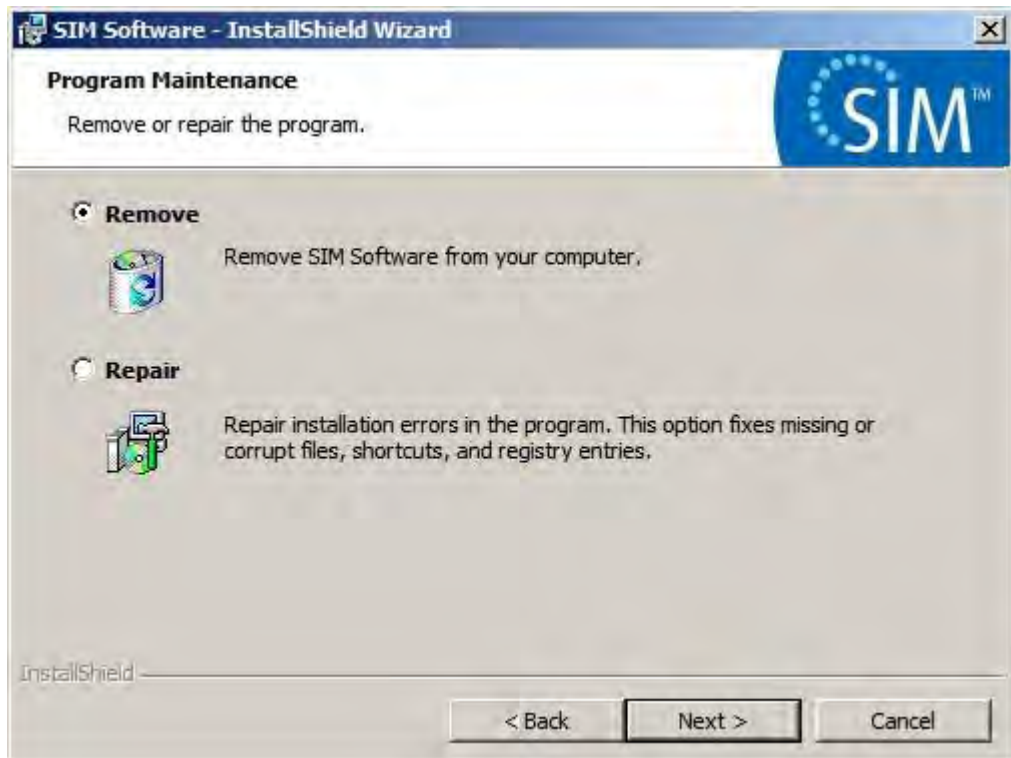 SIM Software - InstallShield Wizard
Program Maintenance
Remove or repair the program.
SIM™
Remove
Remove SIM Software from your computer.
Repair
Repair installation errors in the program. This option fixes missing or
corrupt files, shortcuts, and registry entries.
InstallShield
< Back
Next >
Cancel